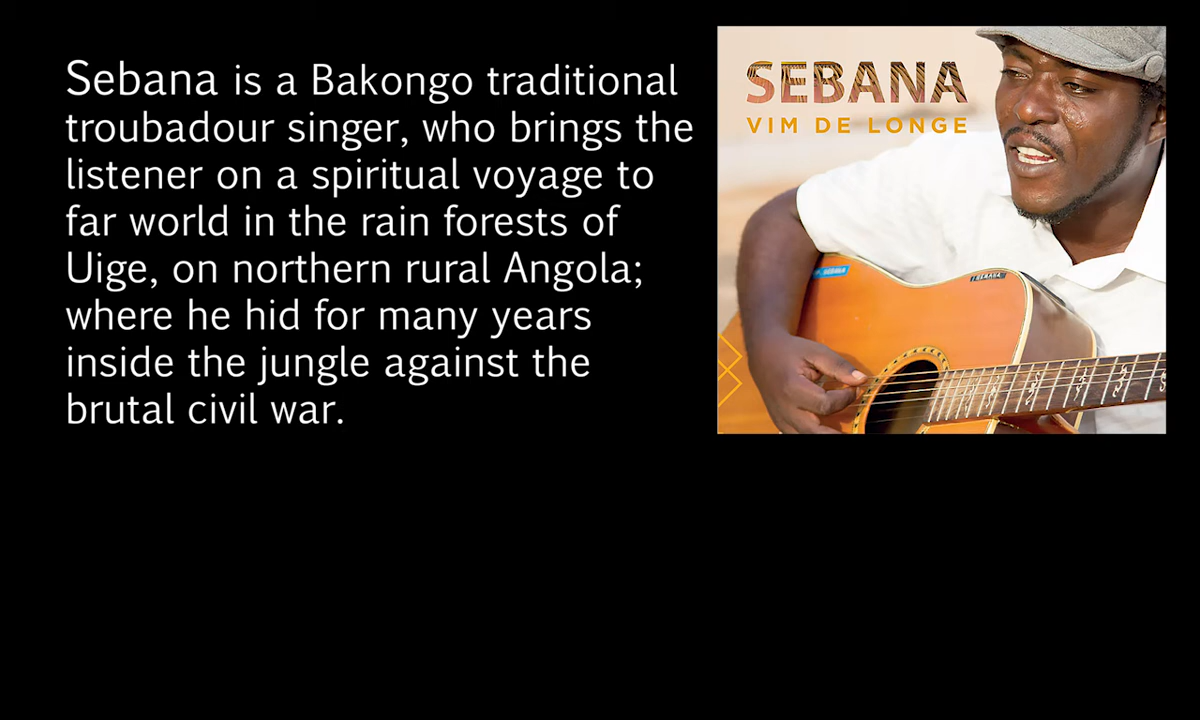 Sebana is a Bakongo traditional
troubadour singer, who brings the
listener on a spiritual voyage to
far world in the rain forests of
Uige, on northern rural Angola;
where he hid for many years
inside the jungle against the
brutal civil war.
SEBANA
VIM DE LONGE
SEBANA